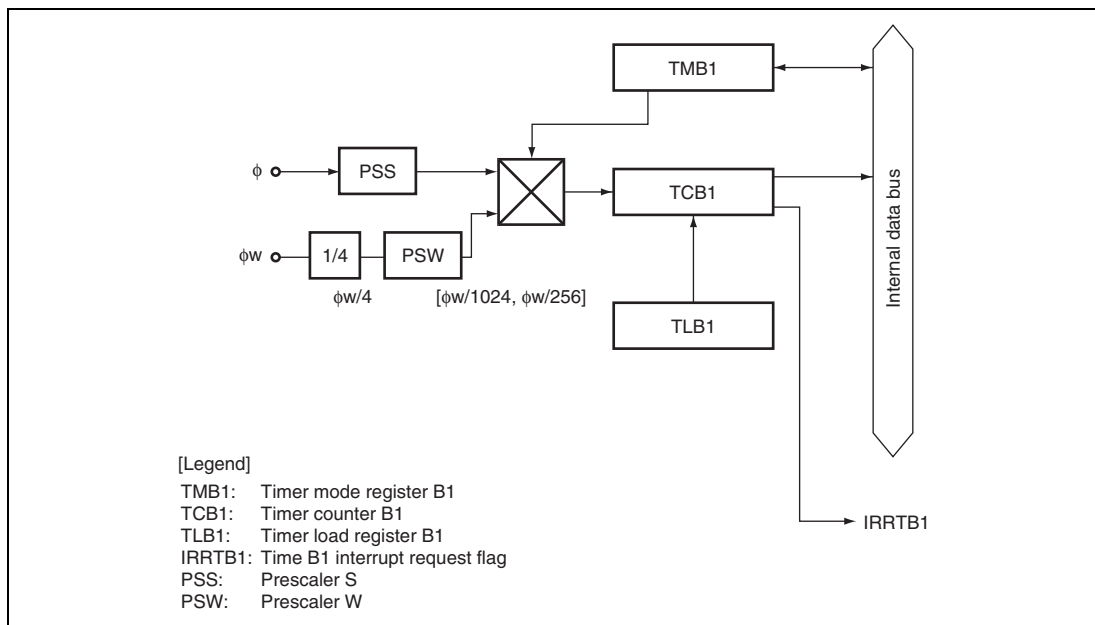 TMB1
ϕ
PSS
TCB1
ϕw
1/4
PSW
ϕw/4
[ϕw/1024, ϕw/256]
TLB1
Internal data bus
IRRTB1
[Legend]
TMB1: Timer mode register B1
TCB1: Timer counter B1
TLB1: Timer load register B1
IRRTB1: Time B1 interrupt request flag
PSS: Prescaler S
PSW: Prescaler W